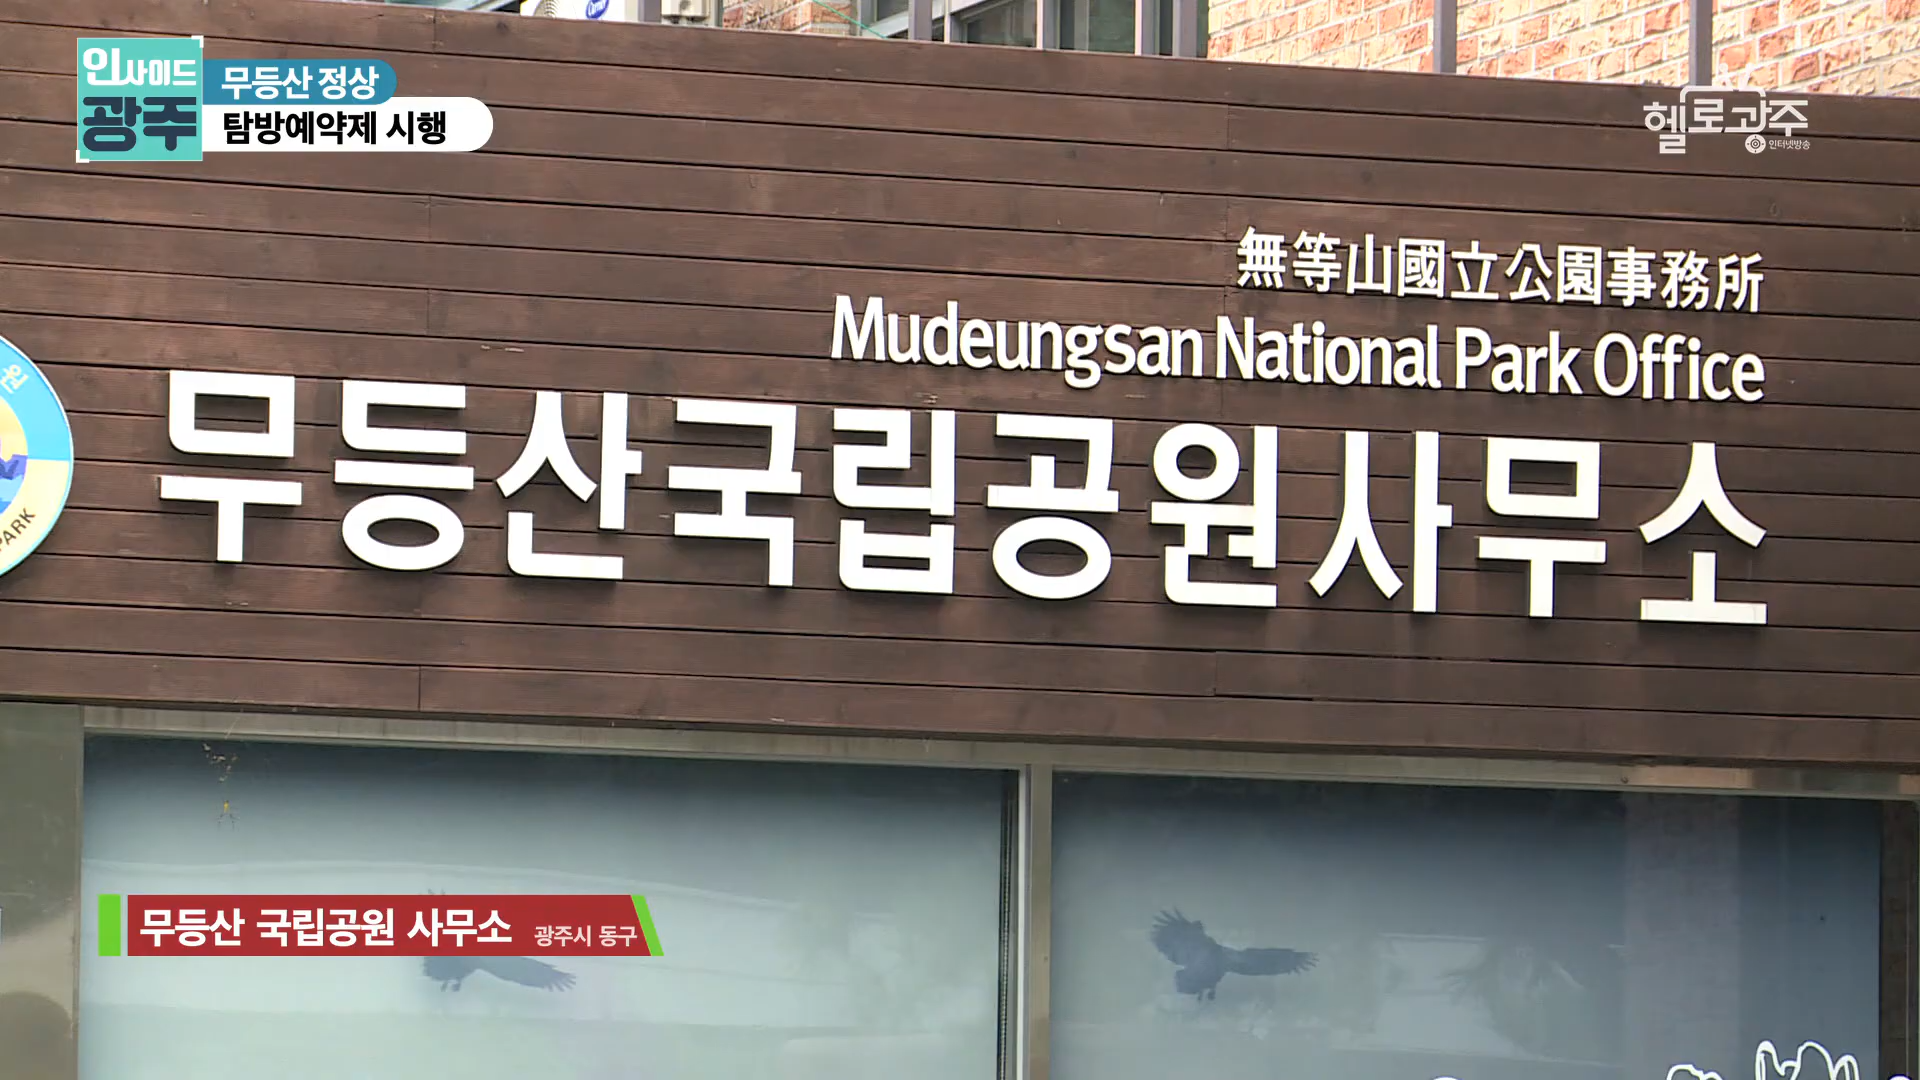 인사이드
광주
무등산 정상
탐방예약제 시행
헬로광주
인터넷방송
Carrier
無等山國立公園事務所
Mudeungsan National Park Office
무등산국립공원사무소
원
PARK
무등산 국립공원 사무소 광주시 동구